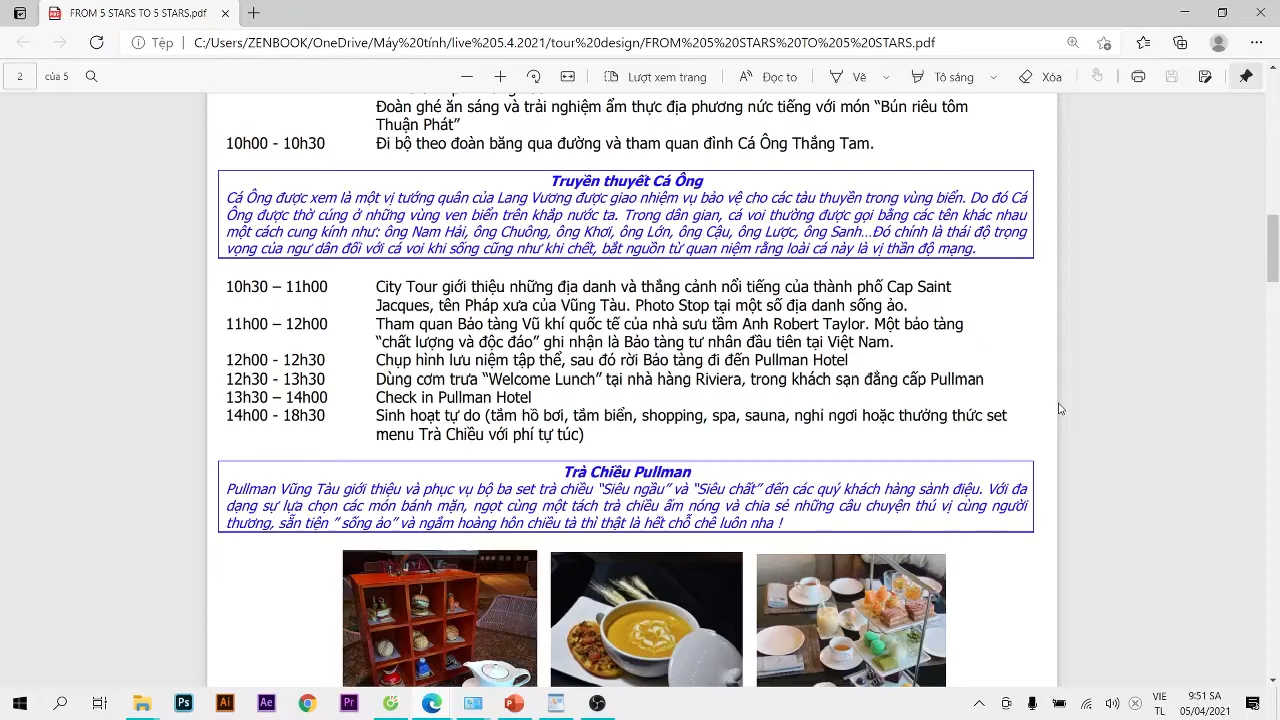 FROM 5 STARS TO 5 STARS.pdf
Tệp
C:/Users/ZENBOOK/OneDrive/Máy%20tính/live%205.4.2021/tour%20design/FROM%205%20STARS%20TO%205%20STARS.pdf
2 của 5 Lượt xem trang Đọc to Vẽ Tô sáng Xóa
Đoàn ghé ăn sáng và trải nghiệm ẩm thực địa phương nức tiếng với món “Bún riêu tôm
Thuận Phát”
10h00 - 10h30 Đi bộ theo đoàn băng qua đường và tham quan đình Cá Ông Thắng Tam.
Truyền thuyết Cá Ông
Cá Ông được xem là một vị tướng quân của Lang Vương được giao nhiệm vụ bảo vệ cho các tàu thuyền trong vùng biển. Do đó Cá
Ông được thờ cúng ở những vùng ven biển trên khắp nước ta. Trong dân gian, cá voi thường được gọi bằng các tên khác nhau
một cách cung kính như: ông Nam Hải, ông Chuông, ông Khơi, ông Lớn, ông Cậu, ông Lược, ông Sanh…Đó chính là thái độ trọng
vọng của ngư dân đối với cá voi khi sống cũng như khi chết, bắt nguồn từ quan niệm rằng loài cá này là vị thần độ mạng.
10h30 – 11h00 City Tour giới thiệu những địa danh và thắng cảnh nổi tiếng của thành phố Cap Saint
Jacques, tên Pháp xưa của Vũng Tàu. Photo Stop tại một số địa danh sống ảo.
11h00 – 12h00 Tham quan Bảo tàng Vũ khí quốc tế của nhà sưu tầm Anh Robert Taylor. Một bảo tàng
“chất lượng và độc đáo” ghi nhận là Bảo tàng tư nhân đầu tiên tại Việt Nam.
12h00 - 12h30 Chụp hình lưu niệm tập thể, sau đó rời Bảo tàng đi đến Pullman Hotel
12h30 - 13h30 Dùng cơm trưa “Welcome Lunch” tại nhà hàng Riviera, trong khách sạn đẳng cấp Pullman
13h30 – 14h00 Check in Pullman Hotel
14h00 - 18h30 Sinh hoạt tự do (tắm hồ bơi, tắm biển, shopping, spa, sauna, nghỉ ngơi hoặc thưởng thức set
menu Trà Chiều với phí tự túc)
Trà Chiều Pullman
Pullman Vũng Tàu giới thiệu và phục vụ bộ ba set trà chiều “Siêu ngầu” và “Siêu chất” đến các quý khách hàng sành điệu. Với đa
dạng sự lựa chọn các món bánh mặn, ngọt cùng một tách trà chiều ấm nóng và chia sẻ những câu chuyện thú vị cùng người
thương, sẵn tiện ” sống ảo” và ngắm hoàng hôn chiều tà thì thật là hết chỗ chê luôn nha !
VIE
TL
9:51 SA
05/04/2021